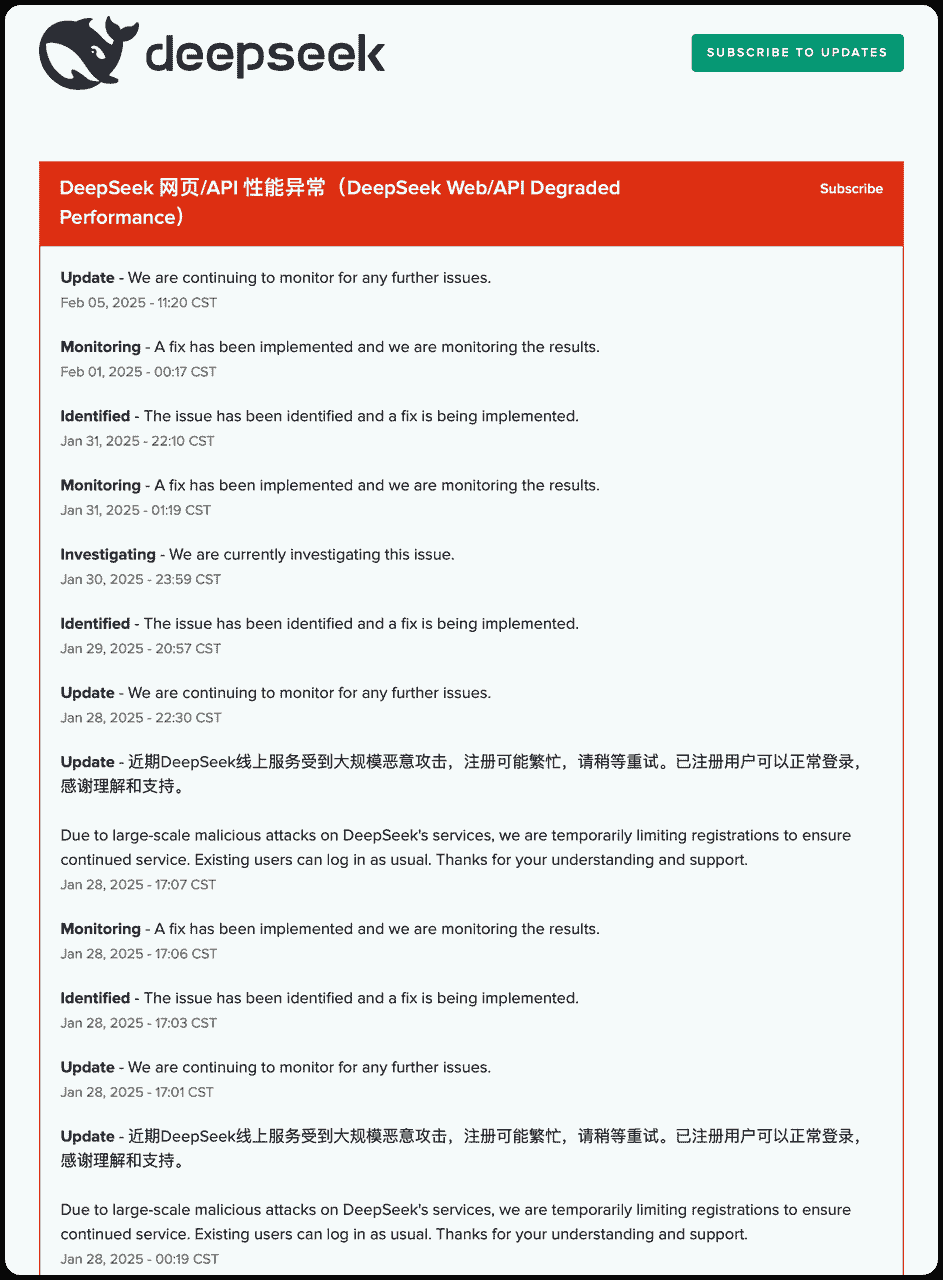 deepseek
SUBSCRIBE TO UPDATES
DeepSeek 网页/API 性能异常（DeepSeek Web/API Degraded
Performance）
Subscribe
Update - We are continuing to monitor for any further issues.
Feb 05, 2025 - 11:20 CST
Monitoring - A fix has been implemented and we are monitoring the results.
Feb 01, 2025 - 00:17 CST
Identified - The issue has been identified and a fix is being implemented.
Jan 31, 2025 - 22:10 CST
Monitoring - A fix has been implemented and we are monitoring the results.
Jan 31, 2025 - 01:19 CST
Investigating - We are currently investigating this issue.
Jan 30, 2025 - 23:59 CST
Identified - The issue has been identified and a fix is being implemented.
Jan 29, 2025 - 20:57 CST
Update - We are continuing to monitor for any further issues.
Jan 28, 2025 - 22:30 CST
Update - 近期DeepSeek线上服务受到大规模恶意攻击，注册可能繁忙，请稍等重试。已注册用户可以正常登录，
感谢理解和支持。
Due to large-scale malicious attacks on DeepSeek's services, we are temporarily limiting registrations to ensure
continued service. Existing users can log in as usual. Thanks for your understanding and support.
Jan 28, 2025 - 17:07 CST
Monitoring - A fix has been implemented and we are monitoring the results.
Jan 28, 2025 - 17:06 CST
Identified - The issue has been identified and a fix is being implemented.
Jan 28, 2025 - 17:03 CST
Update - We are continuing to monitor for any further issues.
Jan 28, 2025 - 17:01 CST
Update - 近期DeepSeek线上服务受到大规模恶意攻击，注册可能繁忙，请稍等重试。已注册用户可以正常登录，
感谢理解和支持。
Due to large-scale malicious attacks on DeepSeek's services, we are temporarily limiting registrations to ensure
continued service. Existing users can log in as usual. Thanks for your understanding and support.
Jan 28, 2025 - 00:19 CST